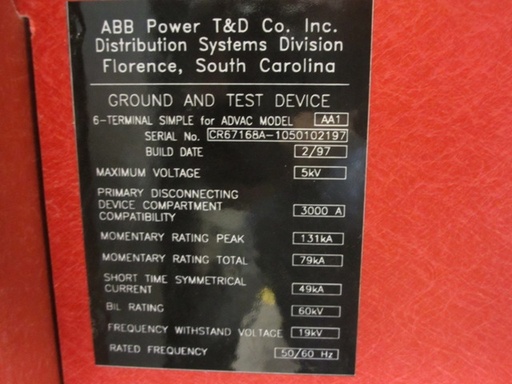 ABB Power T&D Co. Inc.
Distribution Systems Division
Florence, South Carolina
GROUND AND TEST DEVICE
6-TERMINAL SIMPLE for ADVAC MODEL AA1
SERIAL No. CR67168A-1050102197
BUILD DATE 2/97
MAXIMUM VOLTAGE 5kV
PRIMARY DISCONNECTING
DEVICE COMPARTMENT 3000 A
COMPATIBILITY
MOMENTARY RATING PEAK 131kA
MOMENTARY RATING TOTAL 79kA
SHORT TIME SYMMETRICAL
CURRENT 49kA
BIL RATING 60kV
FREQUENCY WITHSTAND VOLTAGE 19kV
RATED FREQUENCY 50/60 Hz